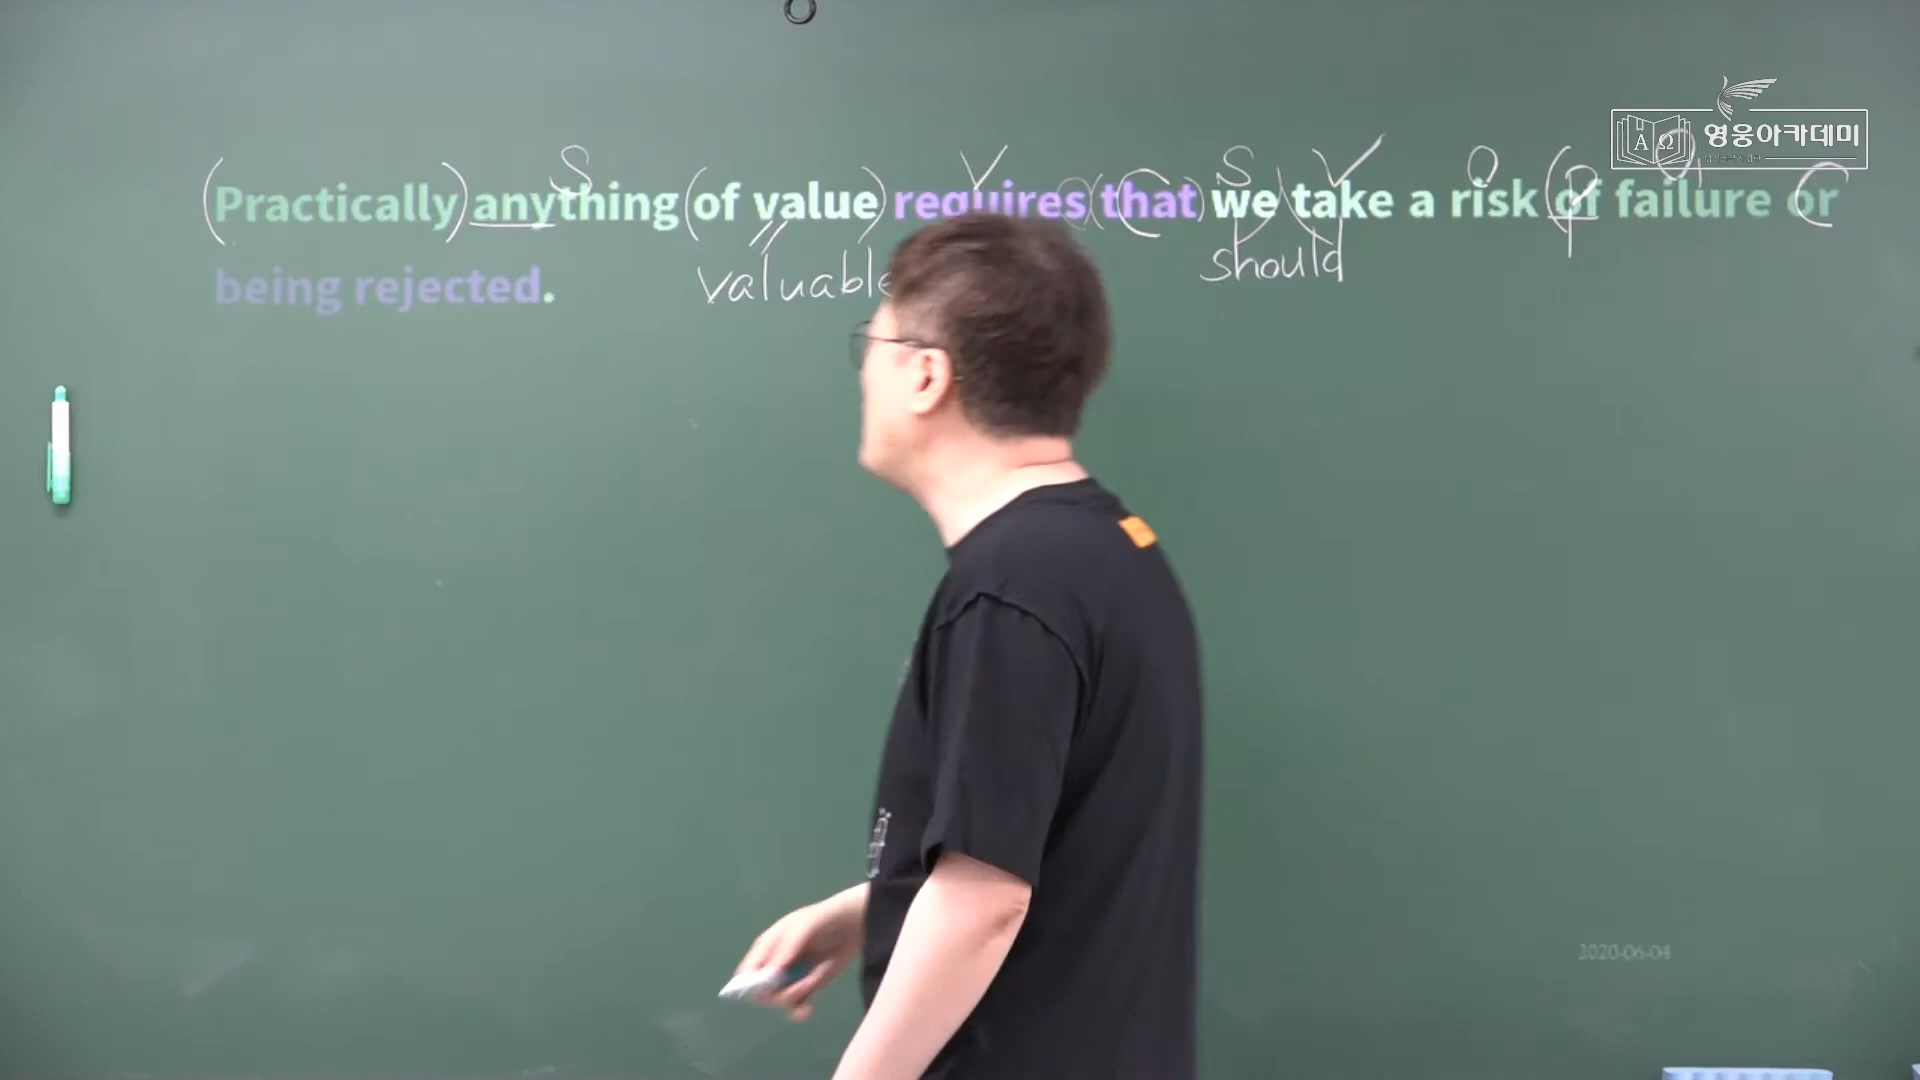 영웅아카데미
S V S V O P O
(Practically) anything (of value) requires (that) we take a risk (of failure or
being rejected.
valuable should
2020-06-04